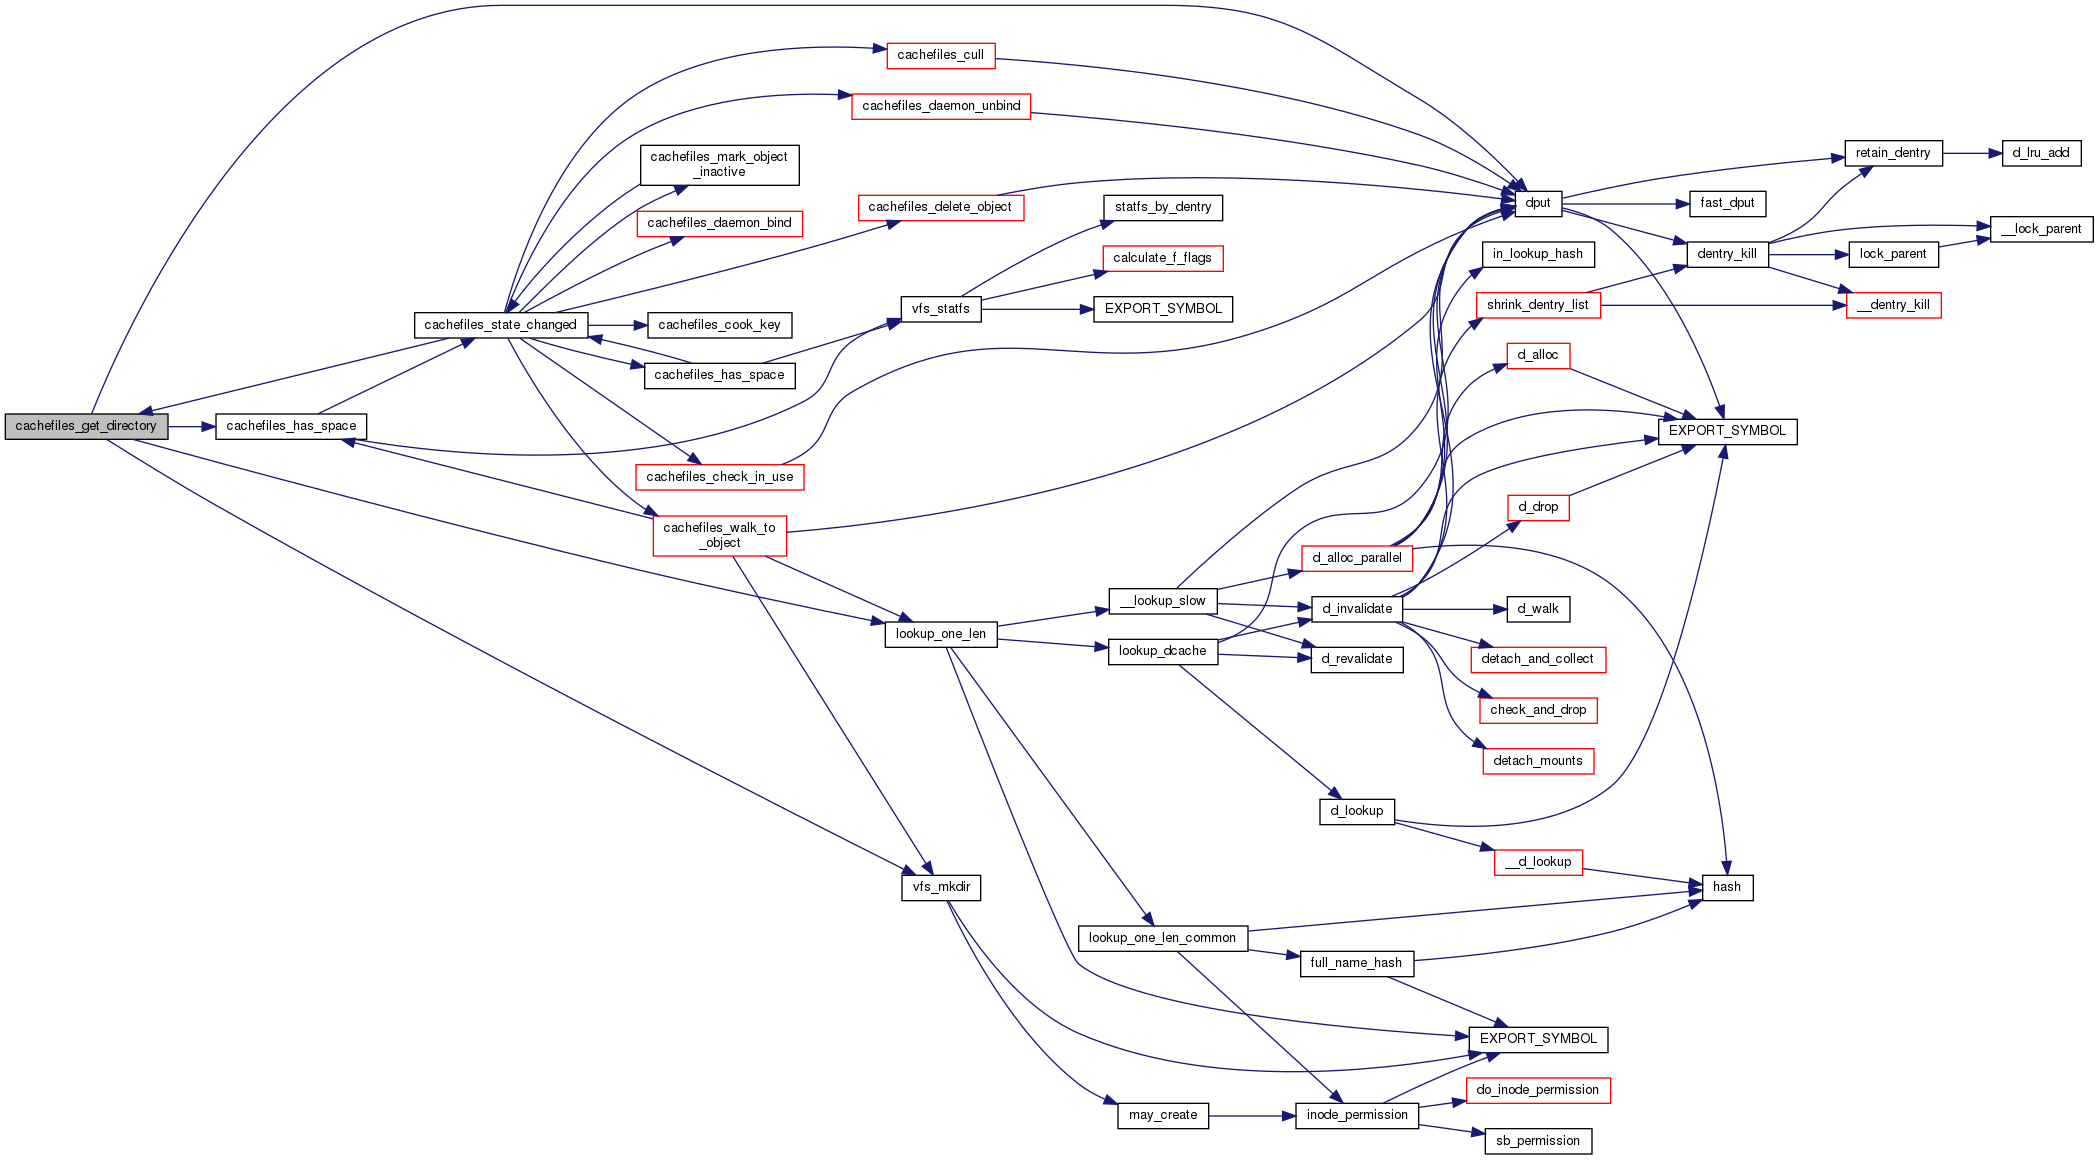 cachefiles_cull
cachefiles_daemon_unbind
cachefiles_mark_object
_inactive
retain_dentry
d_lru_add
cachefiles_delete_object
statfs_by_dentry
dput
fast_dput
cachefiles_daemon_bind
__lock_parent
in_lookup_hash
dentry_kill
lock_parent
calculate_f_flags
vfs_statfs
EXPORT_SYMBOL
shrink_dentry_list
__dentry_kill
cachefiles_state_changed
cachefiles_cook_key
d_alloc
cachefiles_has_space
cachefiles_get_directory
cachefiles_has_space
EXPORT_SYMBOL
cachefiles_check_in_use
d_drop
cachefiles_walk_to
_object
d_alloc_parallel
__lookup_slow
d_invalidate
d_walk
lookup_one_len
lookup_dcache
d_revalidate
detach_and_collect
check_and_drop
detach_mounts
d_lookup
__d_lookup
vfs_mkdir
hash
lookup_one_len_common
full_name_hash
EXPORT_SYMBOL
do_inode_permission
may_create
inode_permission
sb_permission